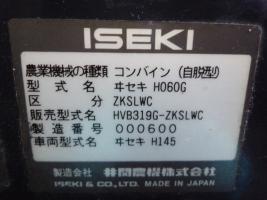 ISEKI
農業機械の種類 コンバイン (自脱型)
型式名 ヰセキ HO60G
区分 ZKSLWC
販売型式名 HVB319G-ZKSLWC
製造番号 000600
車両型式名 ヰセキ H145
製造会社 井関農機株式会社
ISEKI & CO., LTD. MADE IN JAPAN